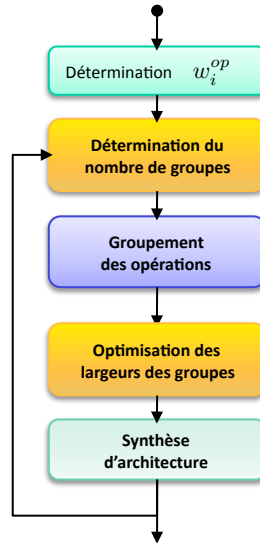 Détermination $w_i^{op}$
Détermination du
nombre de groupes
Groupement
des opérations
Optimisation des
largeurs des groupes
Synthèse
d'architecture